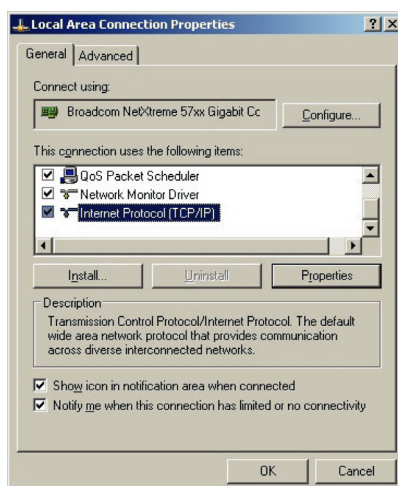 Local Area Connection Properties
General
Advanced
Connect using:
Broadcom NetXtreme 57xx Gigabit Cc
Configure...
This connection uses the following items:
QoS Packet Scheduler
Network Monitor Driver
Internet Protocol (TCP/IP)
Install...
Uninstall
Properties
Description
Transmission Control Protocol/Internet Protocol. The default
wide area network protocol that provides communication
across diverse interconnected networks.
Show icon in notification area when connected
Notify me when this connection has limited or no connectivity
OK
Cancel